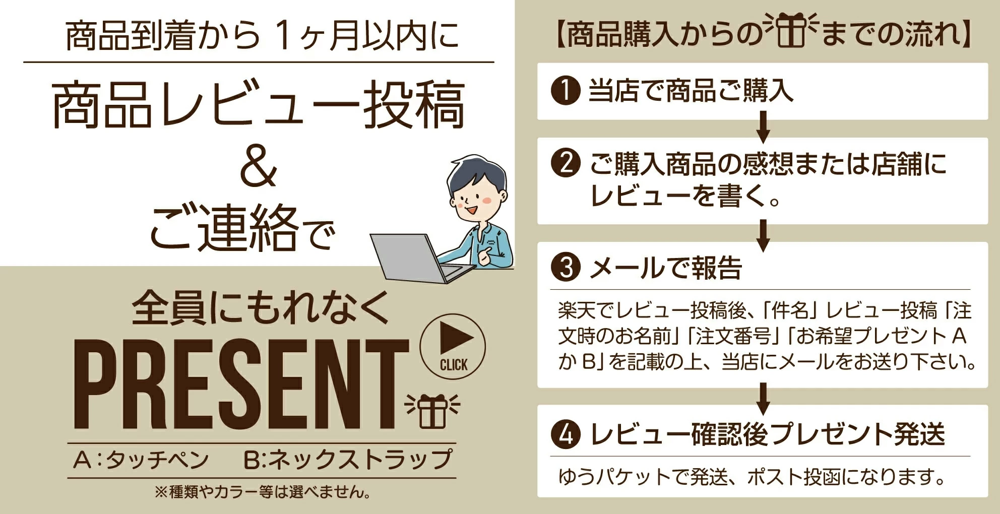 商品到着から1ヶ月以内に
商品レビュー投稿
&
ご連絡で
全員にもれなく
PRESENT
CLICK
A:タッチペン B:ネックストラップ
※種類やカラー等は選べません。
【商品購入からのまでの流れ】
1 当店で商品ご購入
2 ご購入商品の感想または店舗に
レビューを書く。
3 メールで報告
楽天でレビュー投稿後、「件名」レビュー投稿「注
文時のお名前」「注文番号」「お希望プレゼントA
かB」を記載の上、当店にメールをお送り下さい。
4 レビュー確認後プレゼント発送
ゆうパケットで発送、ポスト投函になります。